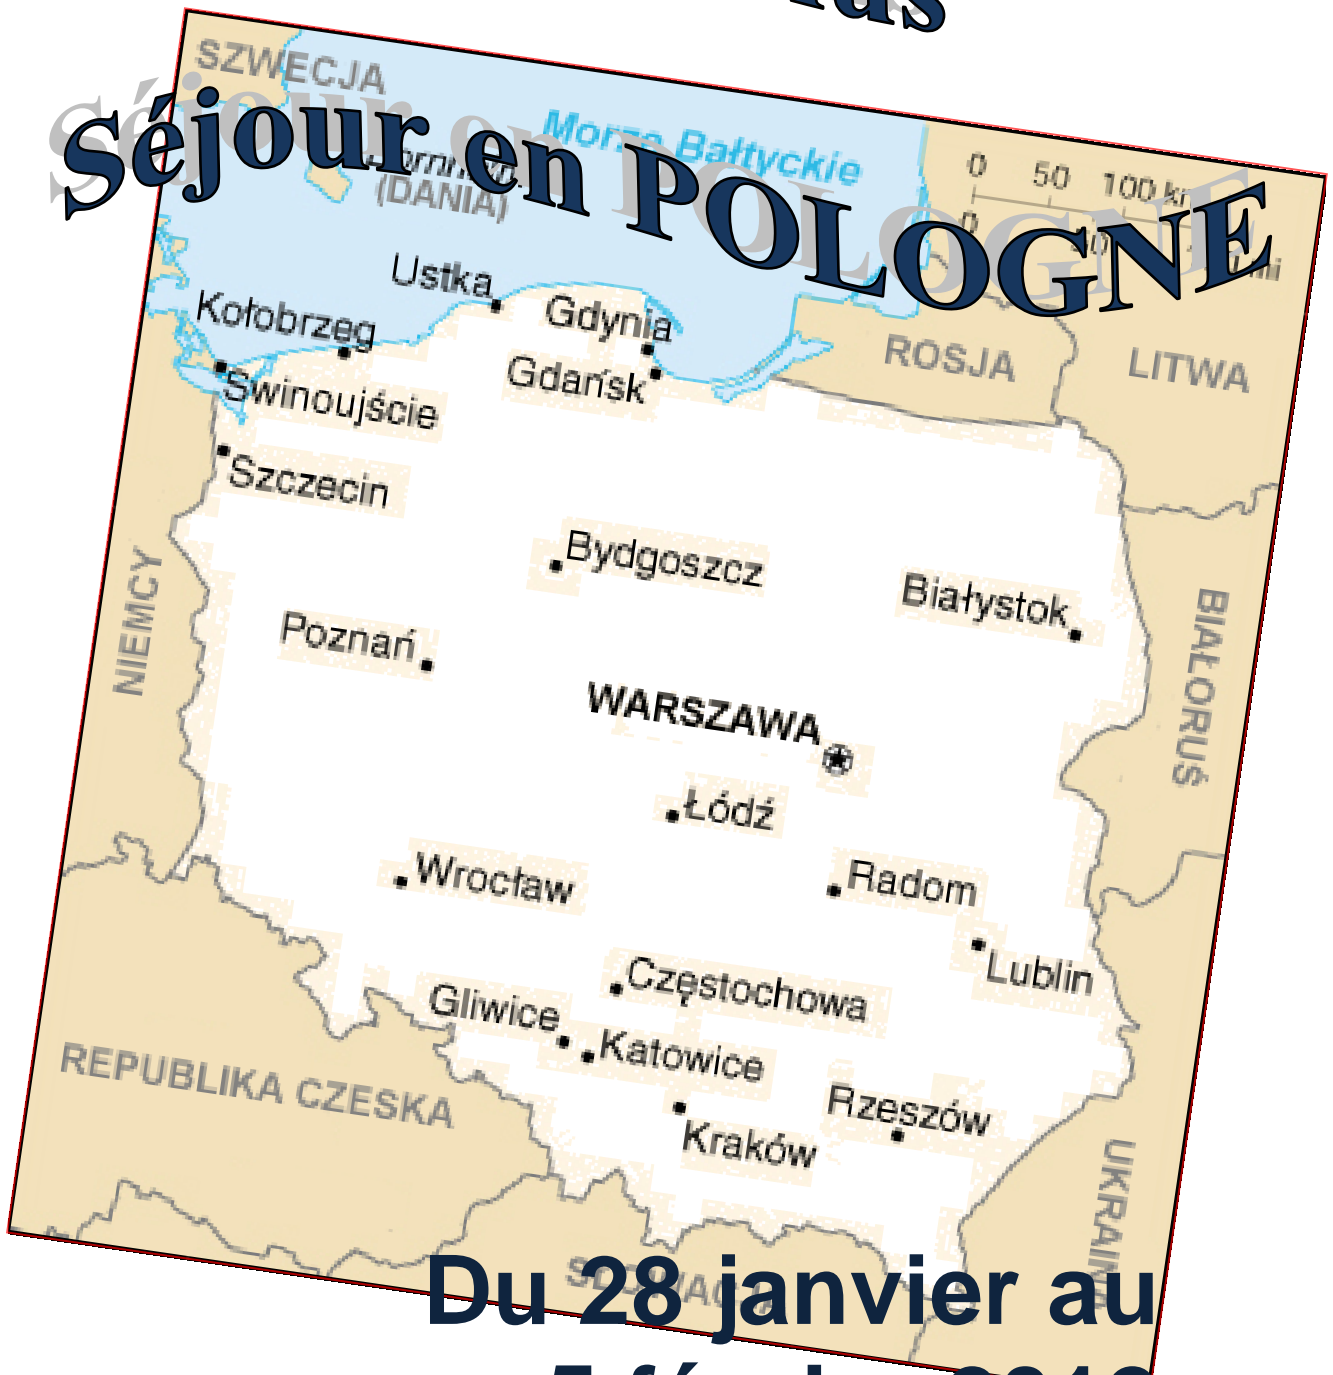 SZWECJA
Séjour en POLOGNE
Morze Bałtyckie
(DANIA)
0 50 100 km
0
Ustka
Kołobrzeg
Gdynia
Gdańsk
ROSJA
LITWA
Świnoujście
Szczecin
Bydgoszcz
Białystok
NIEMCY
Poznań
BIAŁORUŚ
WARSZAWA
Łódź
Wrocław
Radom
Lublin
Częstochowa
Gliwice
Katowice
REPUBLIKA CZESKA
Rzeszów
Kraków
UKRAINA
Du 28 janvier au